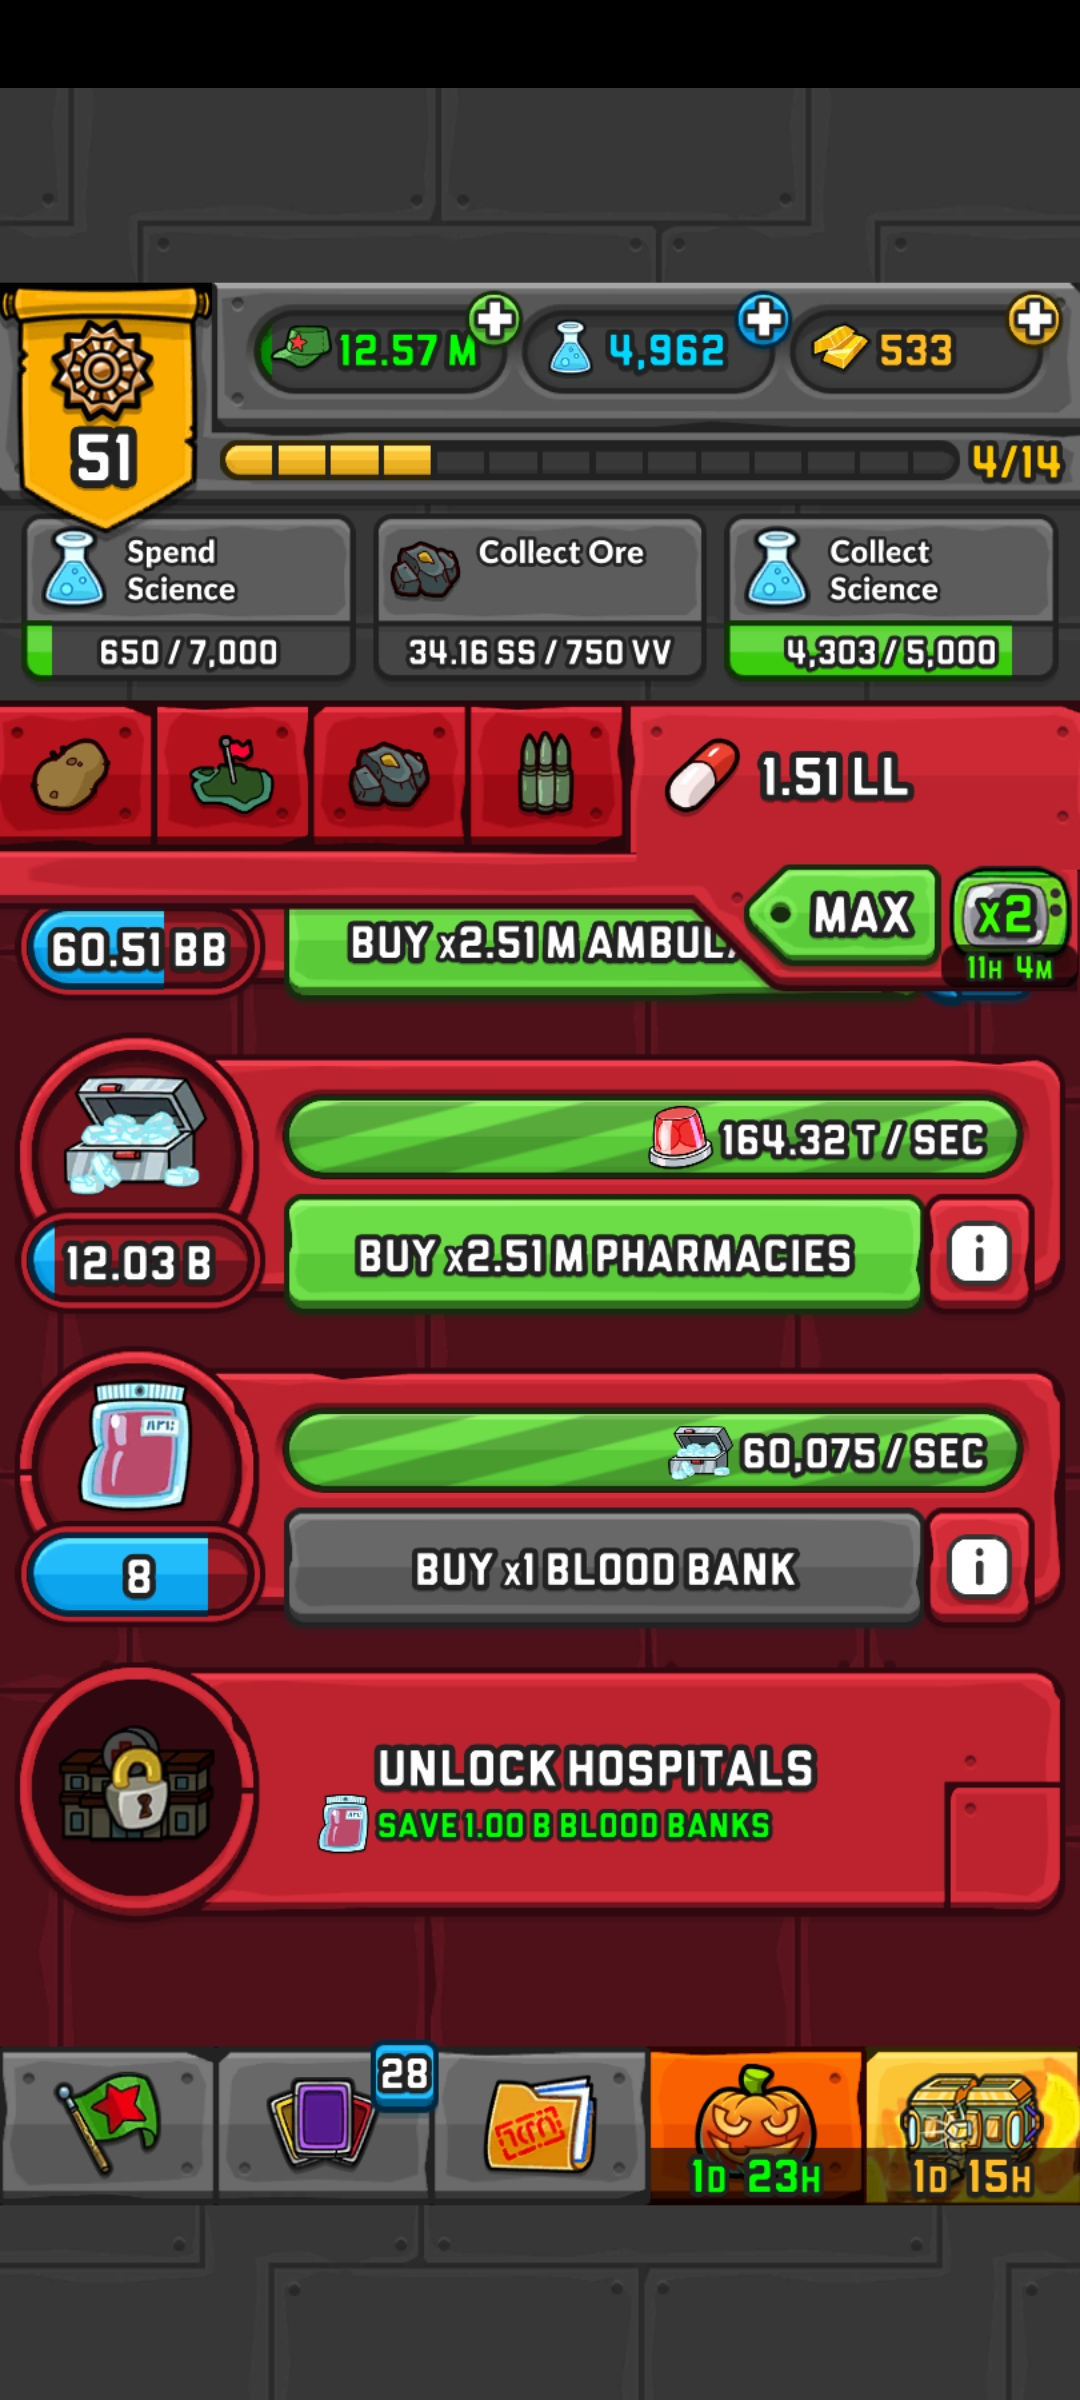 51
12.57 M
4,962
533
4/14
Spend
Science
650 / 7,000
Collect Ore
34.16 SS / 750 VV
Collect
Science
4,303 / 5,000
1.51 LL
MAX
x2
11H 4M
60.51 BB
BUY x2.51 M AMBUL
164.32 T / SEC
12.03 B
BUY x2.51 M PHARMACIES
i
60,075 / SEC
8
BUY x1 BLOOD BANK
i
UNLOCK HOSPITALS
SAVE 1.00 B BLOOD BANKS
28
1D 23H
1D 15H